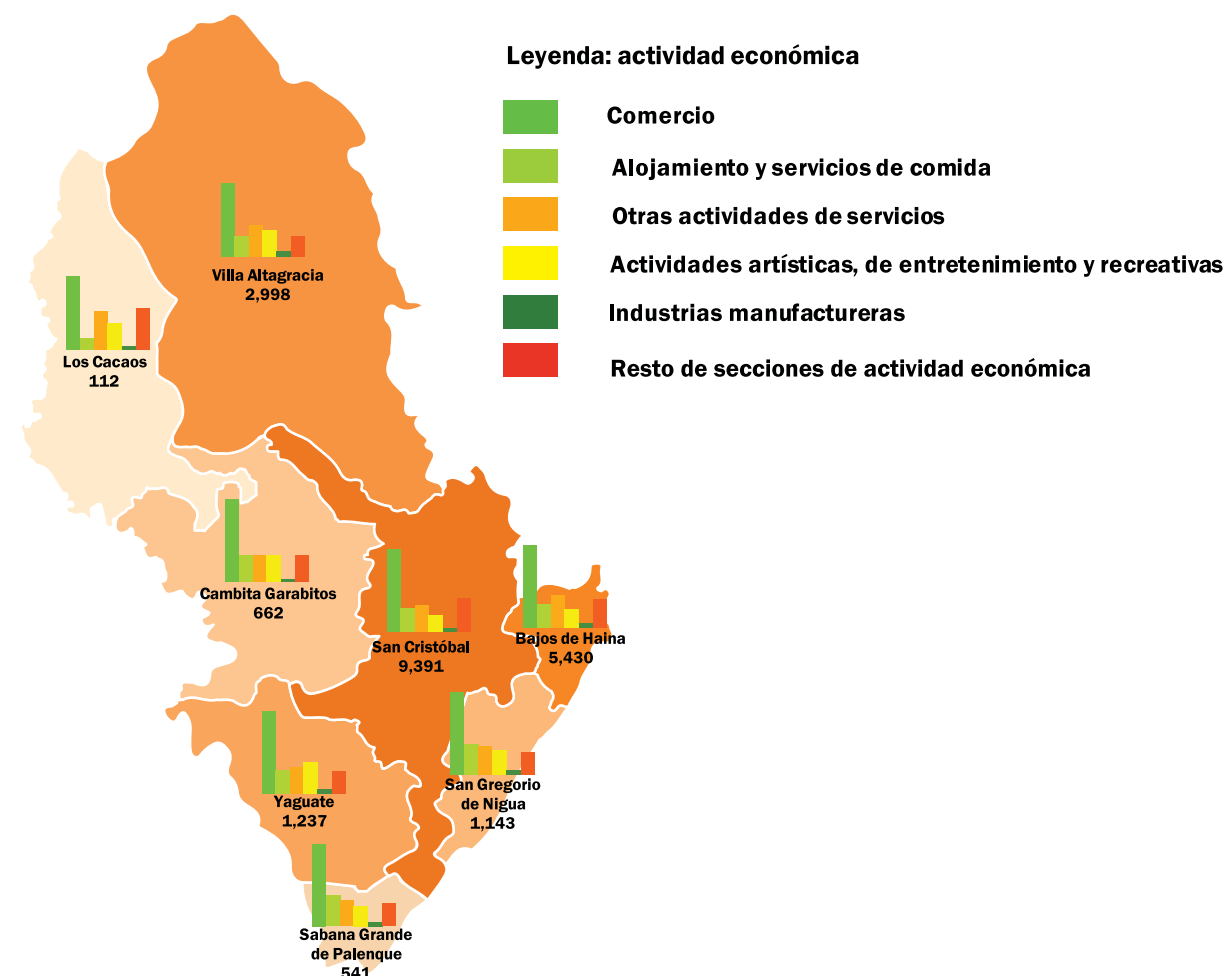 Leyenda: actividad económica
Comercio
Alojamiento y servicios de comida
Otras actividades de servicios
Actividades artísticas, de entretenimiento y recreativas
Industrias manufactureras
Resto de secciones de actividad económica
Villa Altagracia
2,998
Los Cacaos
112
Cambita Garabitos
662
San Cristóbal
9,391
Bajos de Haina
5,430
San Gregorio
de Nigua
1,143
Yaguate
1,237
Sabana Grande
de Palenque
541